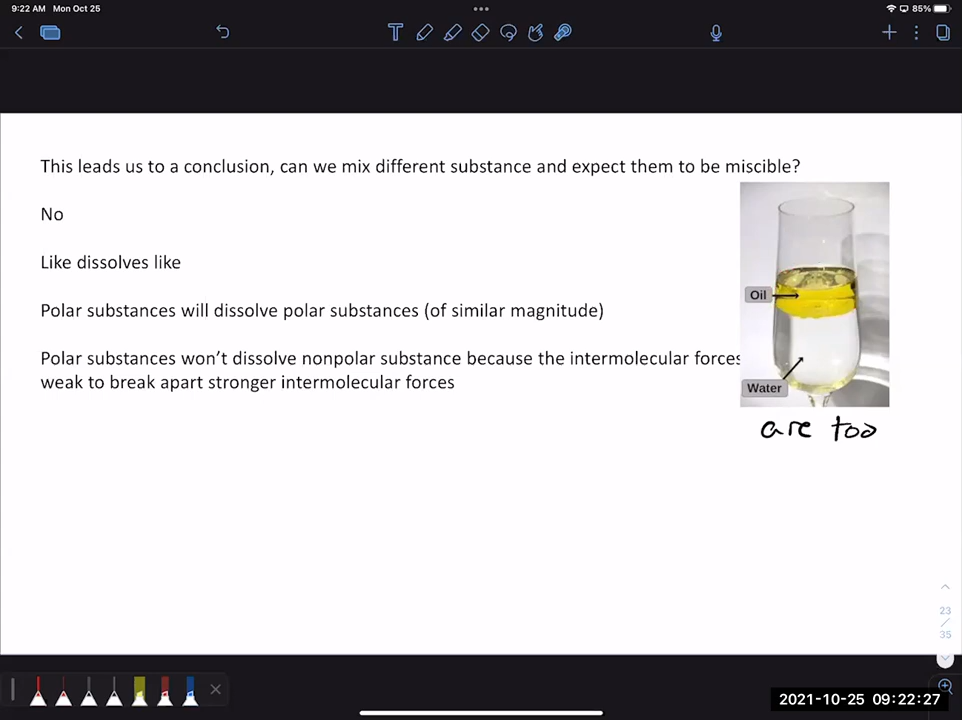 9:22 AM Mon Oct 25
85%
T
This leads us to a conclusion, can we mix different substance and expect them to be miscible?
No
Like dissolves like
Polar substances will dissolve polar substances (of similar magnitude)
Polar substances won't dissolve nonpolar substance because the intermolecular forces
weak to break apart stronger intermolecular forces
Oil
Water
are too
23
/
35
2021-10-25 09:22:27